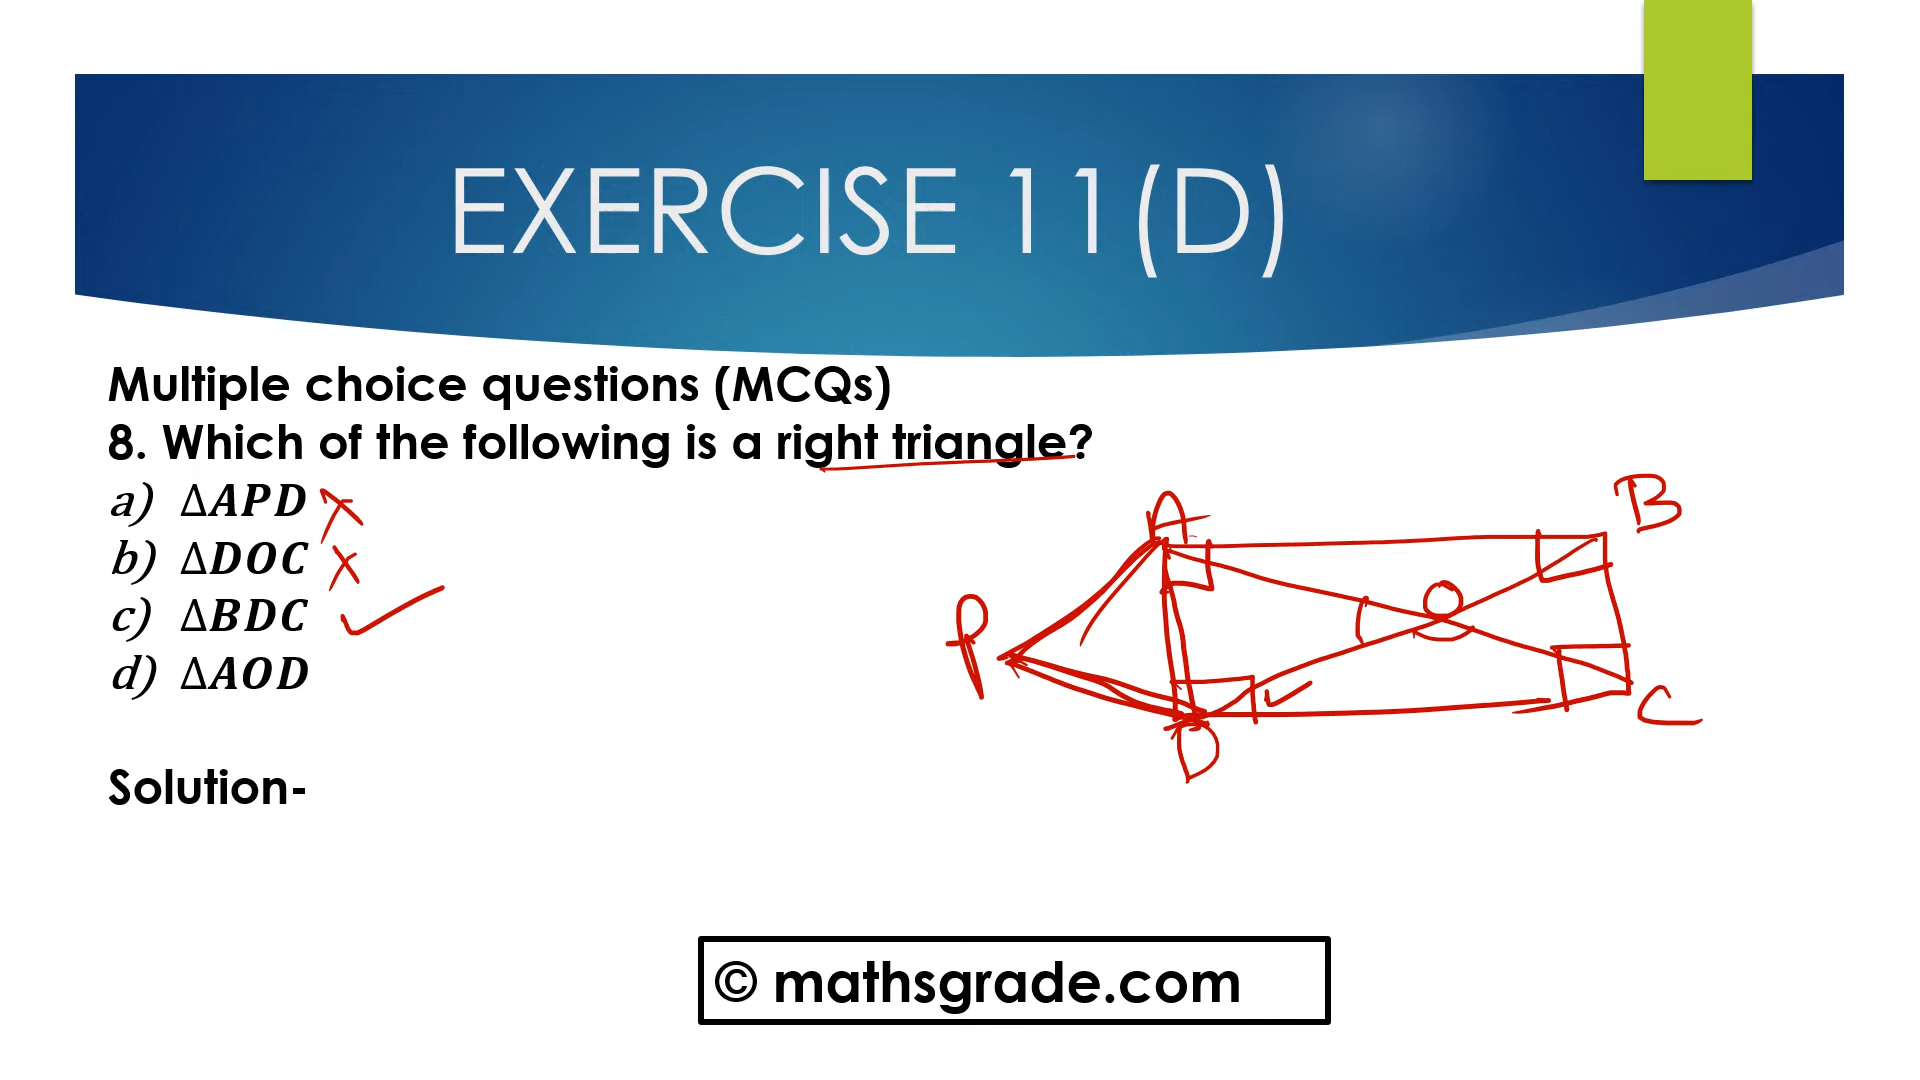 EXERCISE 11(D)
Multiple choice questions (MCQs)
8. Which of the following is a right triangle?
a) ΔAPD
b) ΔDOC
c) ΔBDC
d) ΔAOD
A
B
O
P
C
D
Solution-
© mathsgrade.com